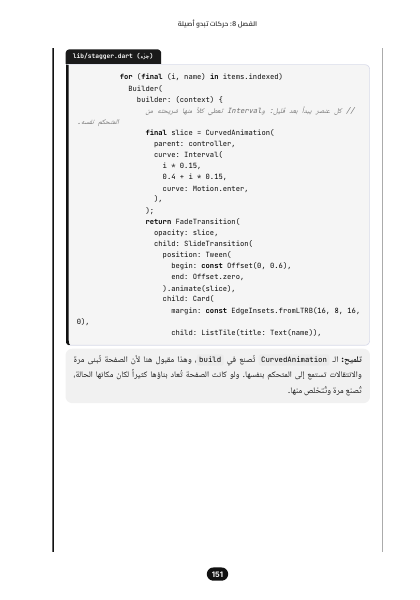 الفصل 8: حركات تبدو أصيلة
lib/stagger.dart (جزء)
for (final (i, name) in items.indexed)
Builder(
builder: (context) {
// كل عنصر يبدأ بعد قليل: وInterval تعطي كلاً منها شريحته من
المتحكم نفسه.
final slice = CurvedAnimation(
parent: controller,
curve: Interval(
i * 0.15,
0.4 + i * 0.15,
curve: Motion.enter,
),
);
return FadeTransition(
opacity: slice,
child: SlideTransition(
position: Tween(
begin: const Offset(0, 0.6),
end: Offset.zero,
).animate(slice),
child: Card(
margin: const EdgeInsets.fromLTRB(16, 8, 16,
0),
child: ListTile(title: Text(name)),
تلميح: الـ CurvedAnimation تُصنع في build، وهذا مقبول هنا لأن الصفحة تُبنى مرة
والانتقالات تستمع إلى المتحكم بنفسها. ولو كانت الصفحة تُعاد بناؤها كثيراً لكان مكانها الحالة،
تُصنع مرة ويُتخلص منها.
151